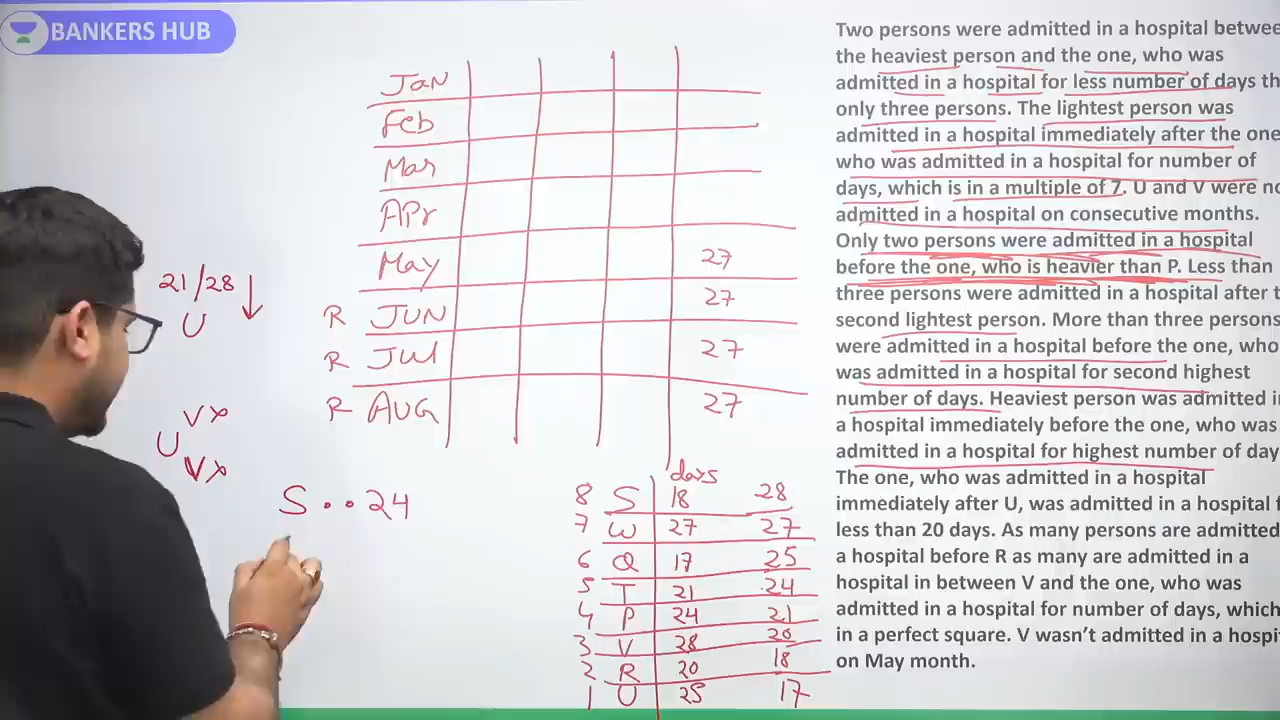 BANKERS HUB
Two persons were admitted in a hospital betwee
the heaviest person and the one, who was
admitted in a hospital for less number of days th
only three persons. The lightest person was
admitted in a hospital immediately after the one
who was admitted in a hospital for number of
days, which is in a multiple of 7. U and V were no
admitted in a hospital on consecutive months.
Only two persons were admitted in a hospital
before the one, who is heavier than P. Less than
three persons were admitted in a hospital after t
second lightest person. More than three persons
were admitted in a hospital before the one, who
was admitted in a hospital for second highest
number of days. Heaviest person was admitted i
a hospital immediately before the one, who was
admitted in a hospital for highest number of day
The one, who was admitted in a hospital
immediately after U, was admitted in a hospital
less than 20 days. As many persons are admitted
a hospital before R as many are admitted in a
hospital in between V and the one, who was
admitted in a hospital for number of days, which
in a perfect square. V wasn't admitted in a hospi
on May month.
Jan
Feb
Mar
APr
May 27
R JUN 27
R Jul 27
R AUG 27
21/28
U
V x
U
V x
S . . 24
days
8 S 18 28
7 W 27 27
6 Q 17 25
5 T 21 24
4 P 24 21
3 V 28 20
2 R 20 18
1 U 25 17